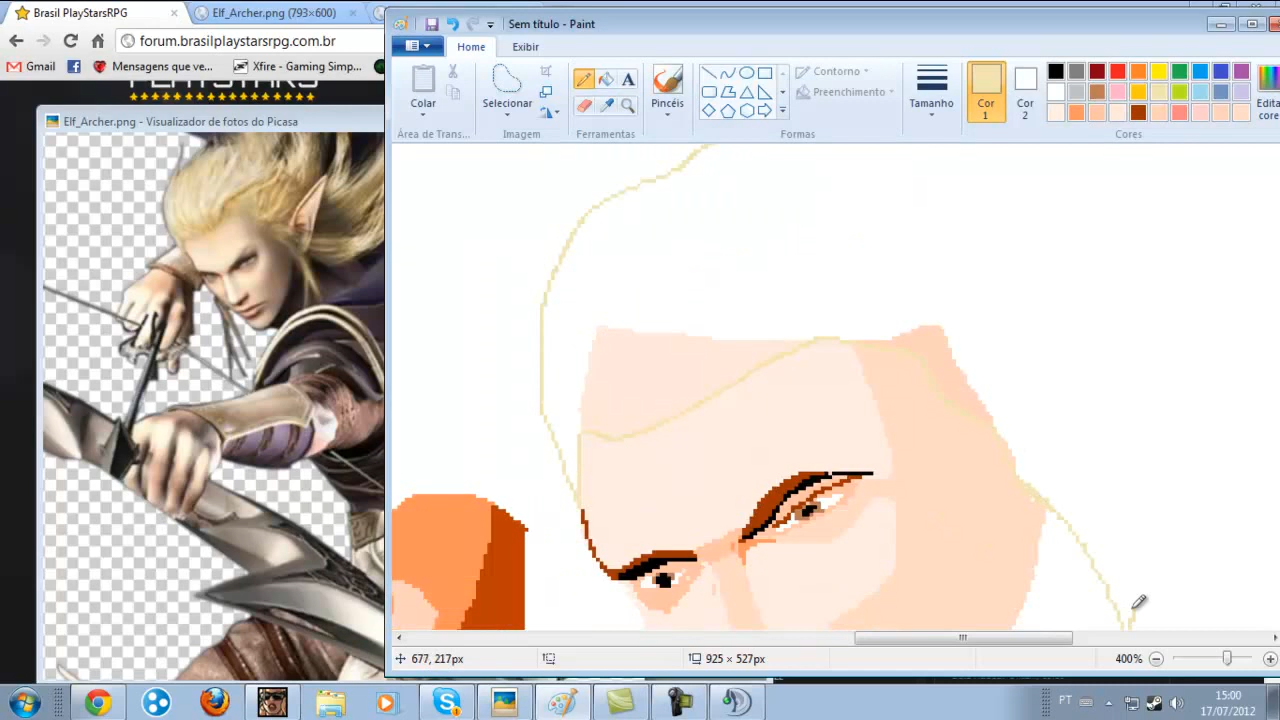 Brasil PlayStarsRPG
Elf_Archer.png (793×600)
forum.brasilplaystarsrpg.com.br
Gmail
Mensagens que ve...
Xfire - Gaming Simp...
PLAYSTARS
Elf_Archer.png - Visualizador de fotos do Picasa
Sem título - Paint
Home
Exibir
Colar
Selecionar
Pincéis
Contorno
Preenchimento
Tamanho
Cor 1
Cor 2
Edita
core
Área de Trans...
Imagem
Ferramentas
Formas
Cores
677, 217px
925 × 527px
400%
PT
15:00
17/07/2012